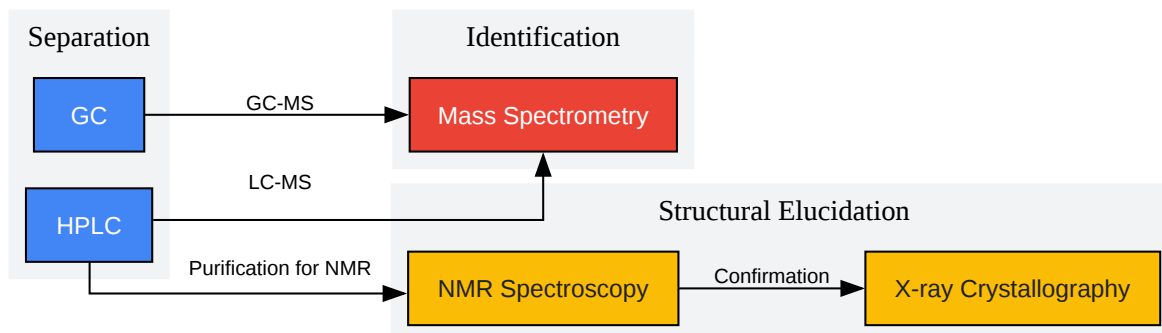 Separation
Identification
GC
GC-MS
Mass Spectrometry
HPLC
LC-MS
Structural Elucidation
Purification for NMR
NMR Spectroscopy
Confirmation
X-ray Crystallography